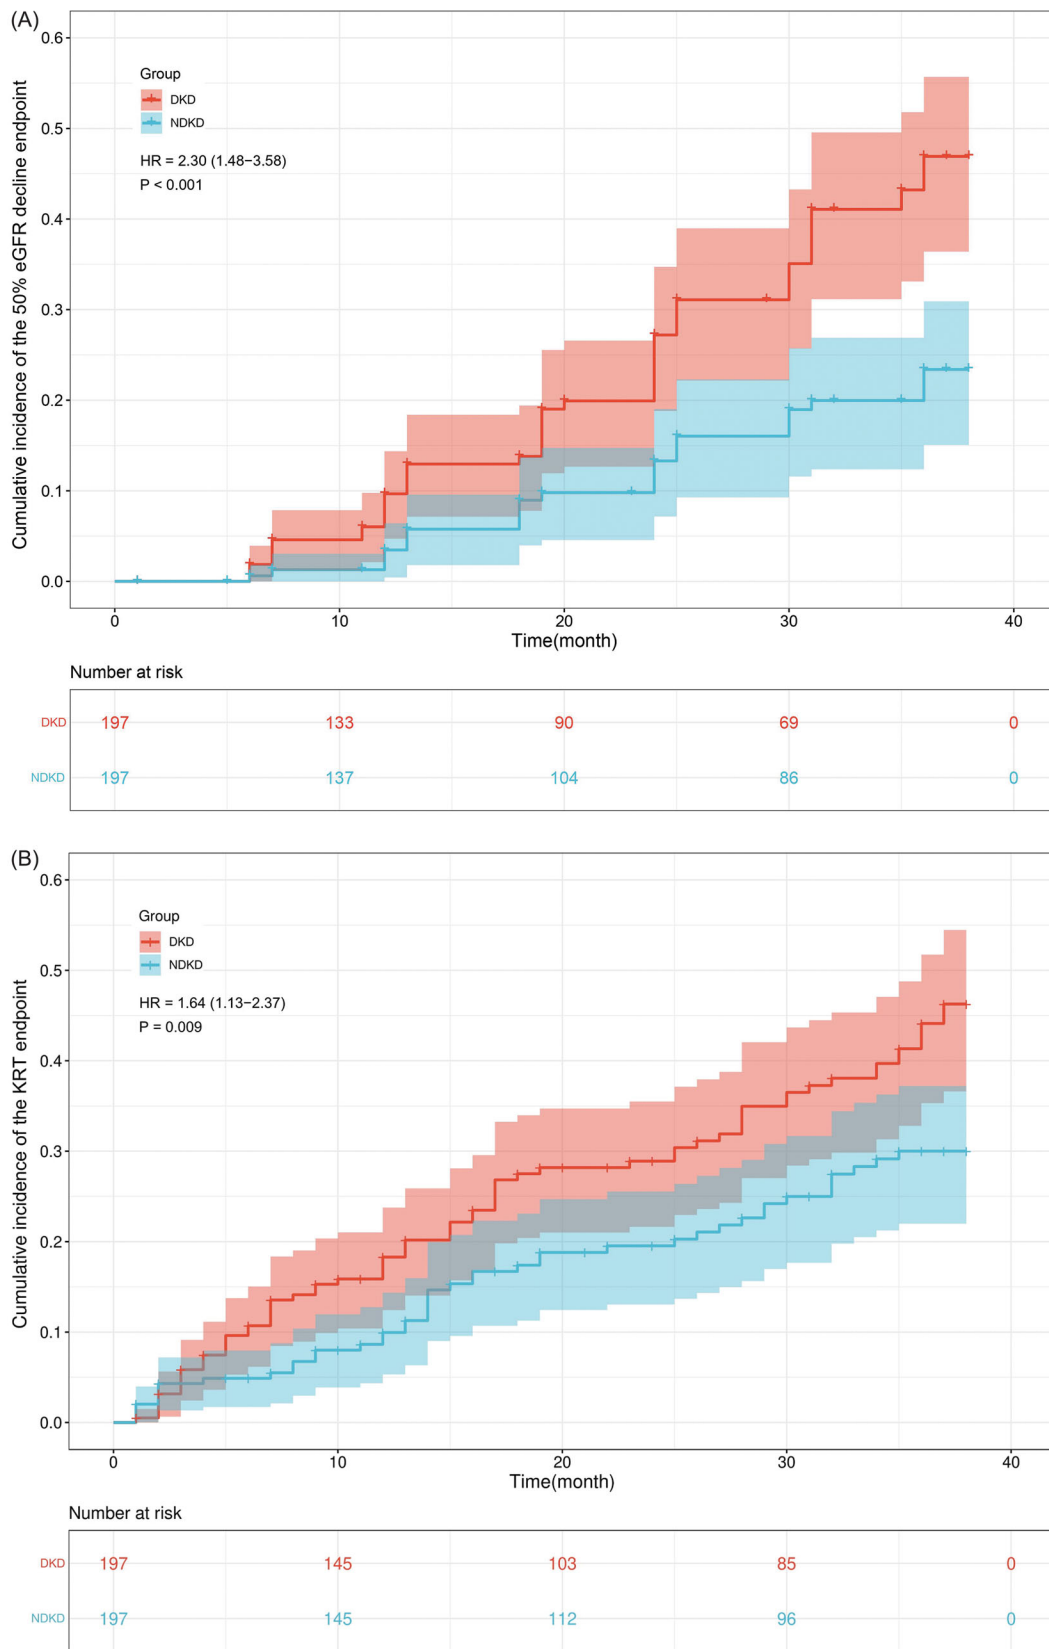 (A)
Cumulative incidence of the 50% eGFR decline endpoint
0.6
0.5
0.4
0.3
0.2
0.1
0.0
Group
DKD
NDKD
HR = 2.30 (1.48−3.58)
P < 0.001
0 10 20 30 40
Time(month)
Number at risk
DKD 197 133 90 69 0
NDKD 197 137 104 86 0
(B)
Cumulative incidence of the KRT endpoint
0.6
0.5
0.4
0.3
0.2
0.1
0.0
Group
DKD
NDKD
HR = 1.64 (1.13−2.37)
P = 0.009
0 10 20 30 40
Time(month)
Number at risk
DKD 197 145 103 85 0
NDKD 197 145 112 96 0